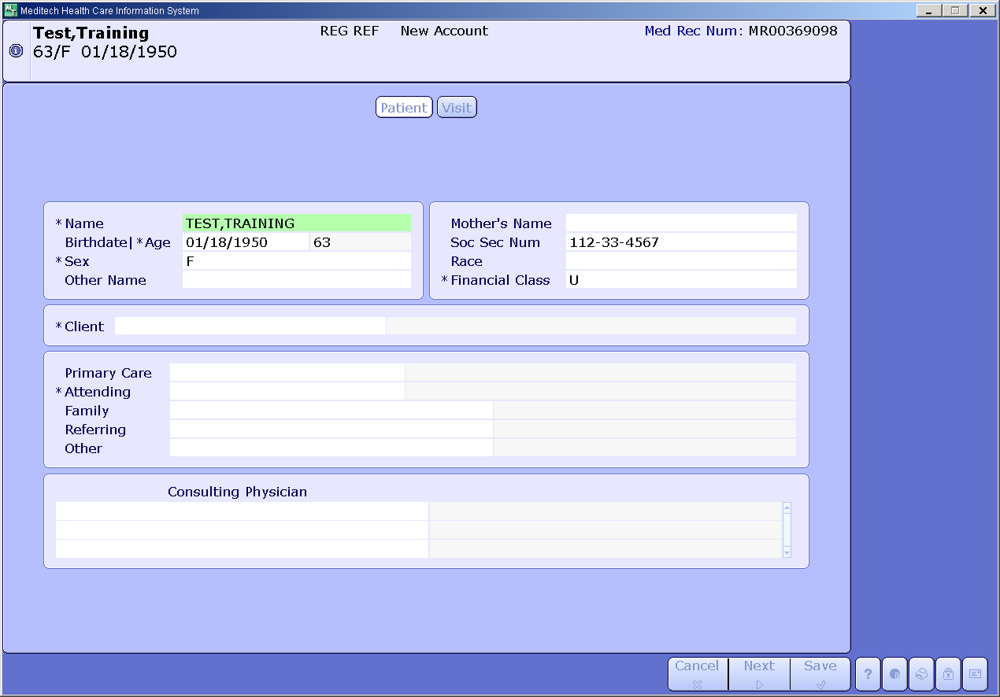 Meditech Health Care Information System
Test,Training REG REF New Account Med Rec Num: MR00369098
63/F 01/18/1950
Patient Visit
*Name TEST,TRAINING
Birthdate|*Age 01/18/1950 63
*Sex F
Other Name
Mother's Name
Soc Sec Num 112-33-4567
Race
*Financial Class U
*Client
Primary Care
*Attending
Family
Referring
Other
Consulting Physician
Cancel Next Save ?